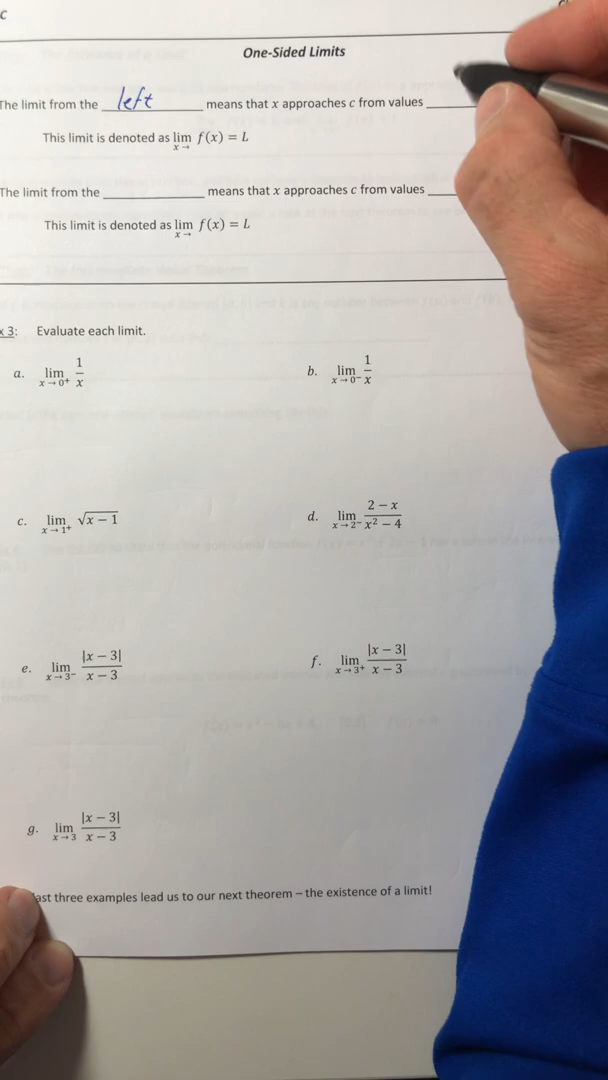 C
One-Sided Limits
The limit from the left means that x approaches c from values
This limit is denoted as lim x→ f(x) = L
The limit from the means that x approaches c from values
This limit is denoted as lim x→ f(x) = L
x 3: Evaluate each limit.
a. lim x→0⁺ 1/x
b. lim x→0⁻ 1/x
c. lim x→1⁺ √(x − 1)
d. lim x→2⁻ (2 − x)/(x² − 4)
e. lim x→3⁻ |x − 3|/(x − 3)
f. lim x→3⁺ |x − 3|/(x − 3)
g. lim x→3 |x − 3|/(x − 3)
ast three examples lead us to our next theorem – the existence of a limit!